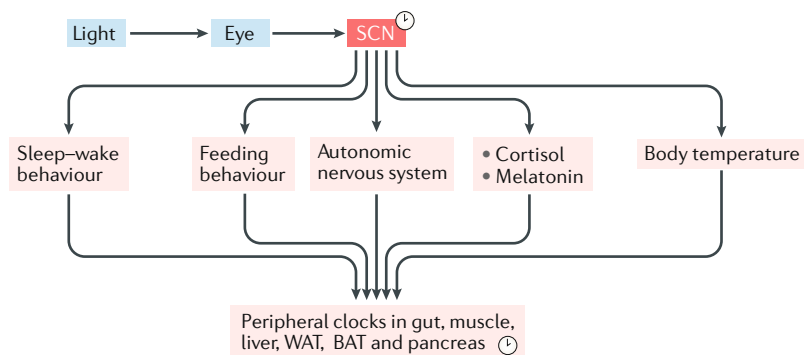 Light
Eye
SCN
Sleep–wake
behaviour
Feeding
behaviour
Autonomic
nervous system
• Cortisol
• Melatonin
Body temperature
Peripheral clocks in gut, muscle,
liver, WAT, BAT and pancreas